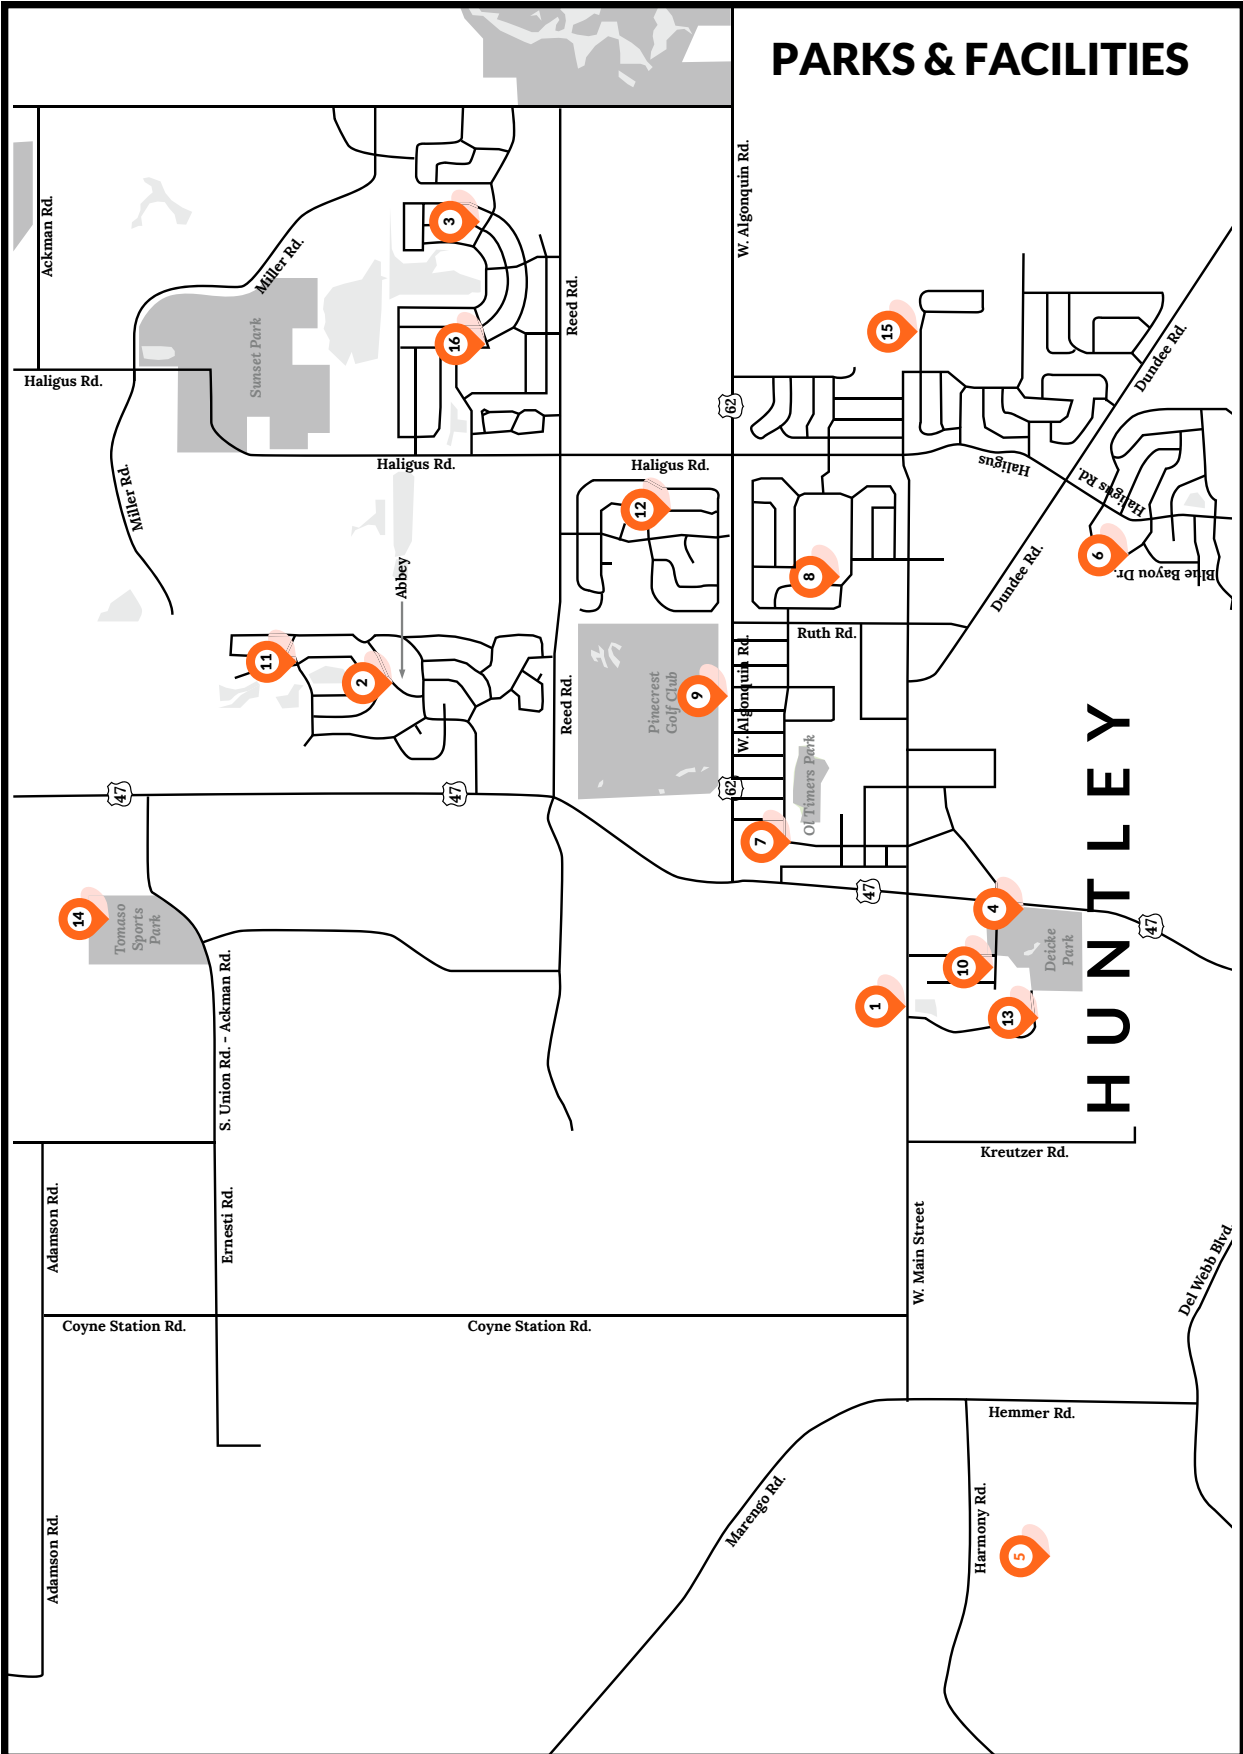 PARKS & FACILITIES
Ackman Rd.
Miller Rd.
W. Algonquin Rd.
3
Reed Rd.
Sunset Park
16
15
Dundee Rd.
Haligus Rd.
62
Haligus Rd.
Haligus Rd.
Haligus
Haligus Rd.
Haligus
Miller Rd.
12
Abbey
8
6
Blue Bayou Dr.
Dundee Rd.
Ruth Rd.
11
2
Reed Rd.
Pinecrest
Golf Club
9
W. Algonquin Rd.
Ol Timers Park
47
47
62
7
47
HUNTLEY
14
Tomaso
Sports
Park
4
47
Deicke
Park
10
1
13
S. Union Rd. - Ackman Rd.
Kreutzer Rd.
Adamson Rd.
Ernesti Rd.
W. Main Street
Del Webb Blvd
Coyne Station Rd.
Coyne Station Rd.
Hemmer Rd.
Marengo Rd.
Harmony Rd.
5
Adamson Rd.